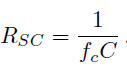 R_{SC} = \frac{1}{f_c C}.